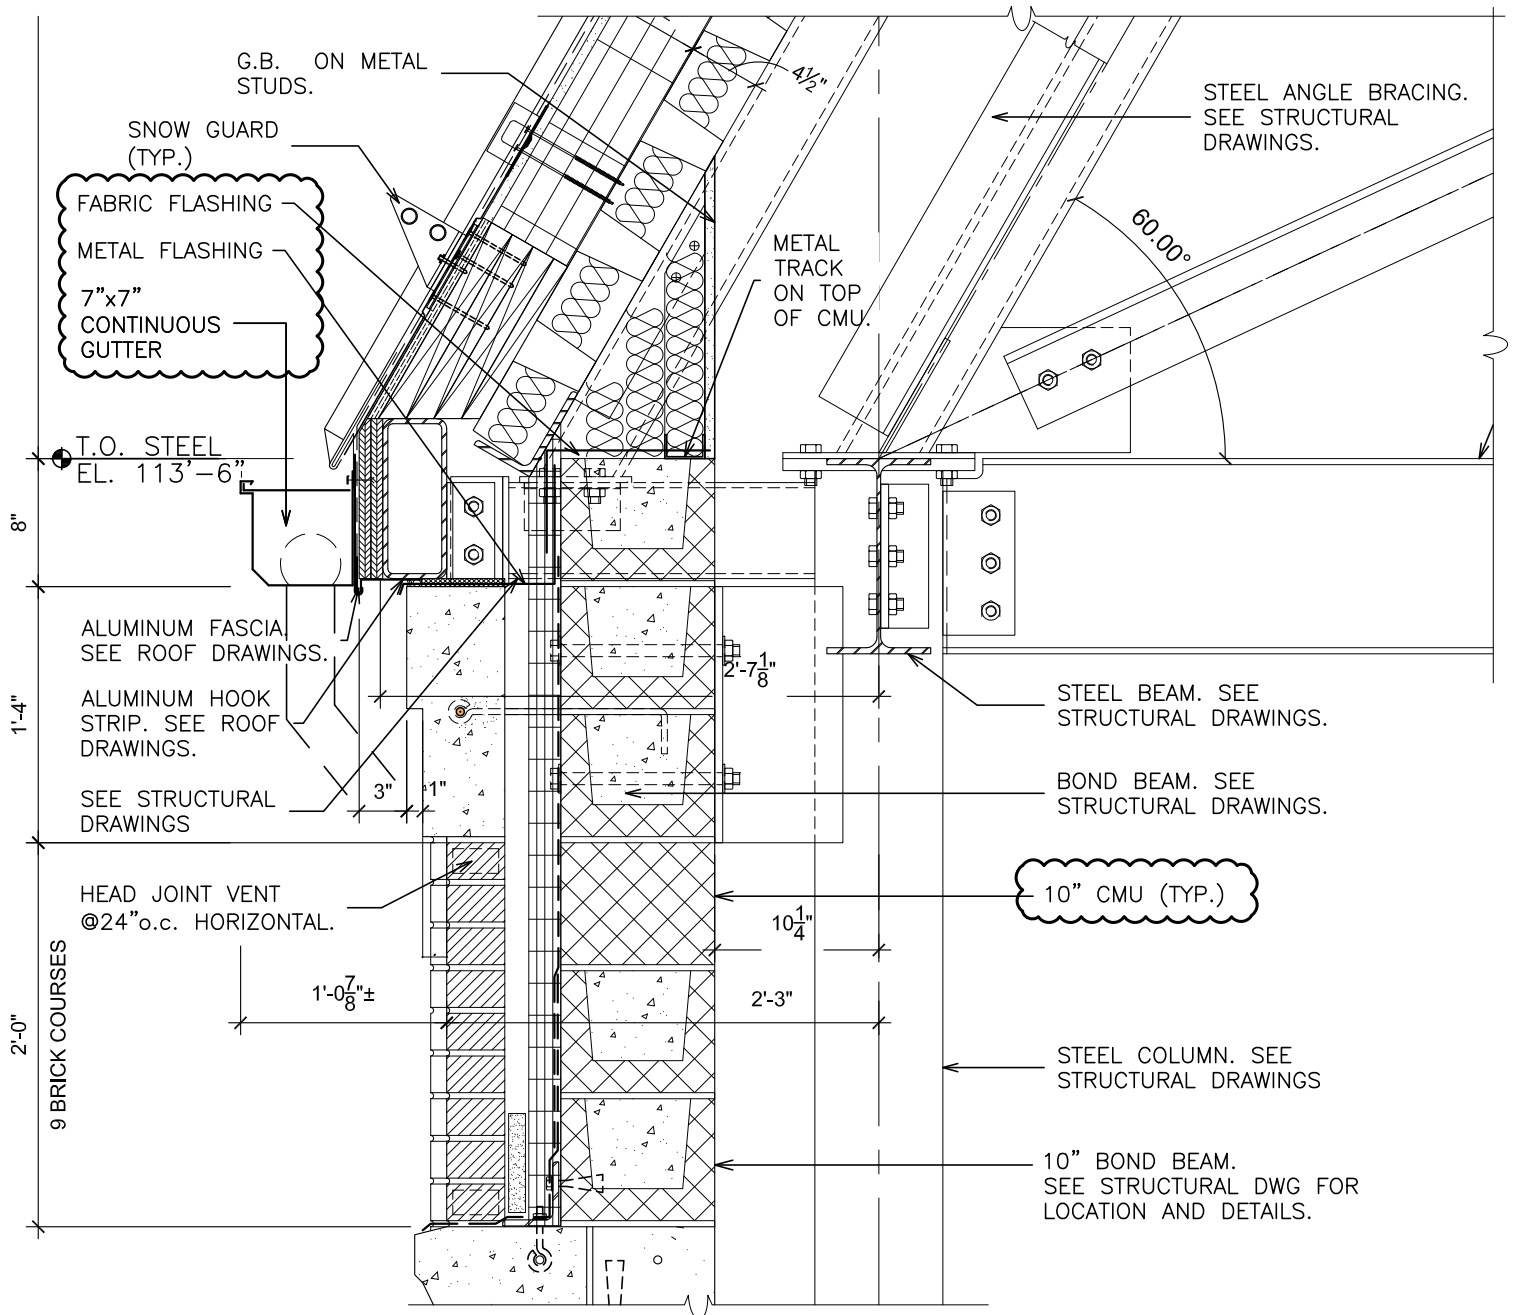 G.B. ON METAL
STUDS.
4½"
STEEL ANGLE BRACING.
SEE STRUCTURAL
DRAWINGS.
SNOW GUARD
(TYP.)
FABRIC FLASHING
METAL FLASHING
7"x7"
CONTINUOUS
GUTTER
METAL
TRACK
ON TOP
OF CMU.
60.00°
T.O. STEEL
EL. 113'-6"
8"
ALUMINUM FASCIA.
SEE ROOF DRAWINGS.
2'-7⅛"
ALUMINUM HOOK
STRIP. SEE ROOF
DRAWINGS.
1'-4"
STEEL BEAM. SEE
STRUCTURAL DRAWINGS.
SEE STRUCTURAL
DRAWINGS
3"
1"
BOND BEAM. SEE
STRUCTURAL DRAWINGS.
HEAD JOINT VENT
@24"o.c. HORIZONTAL.
10" CMU (TYP.)
10¼"
1'-0⅞"±
2'-3"
2'-0"
9 BRICK COURSES
STEEL COLUMN. SEE
STRUCTURAL DRAWINGS
10" BOND BEAM.
SEE STRUCTURAL DWG FOR
LOCATION AND DETAILS.